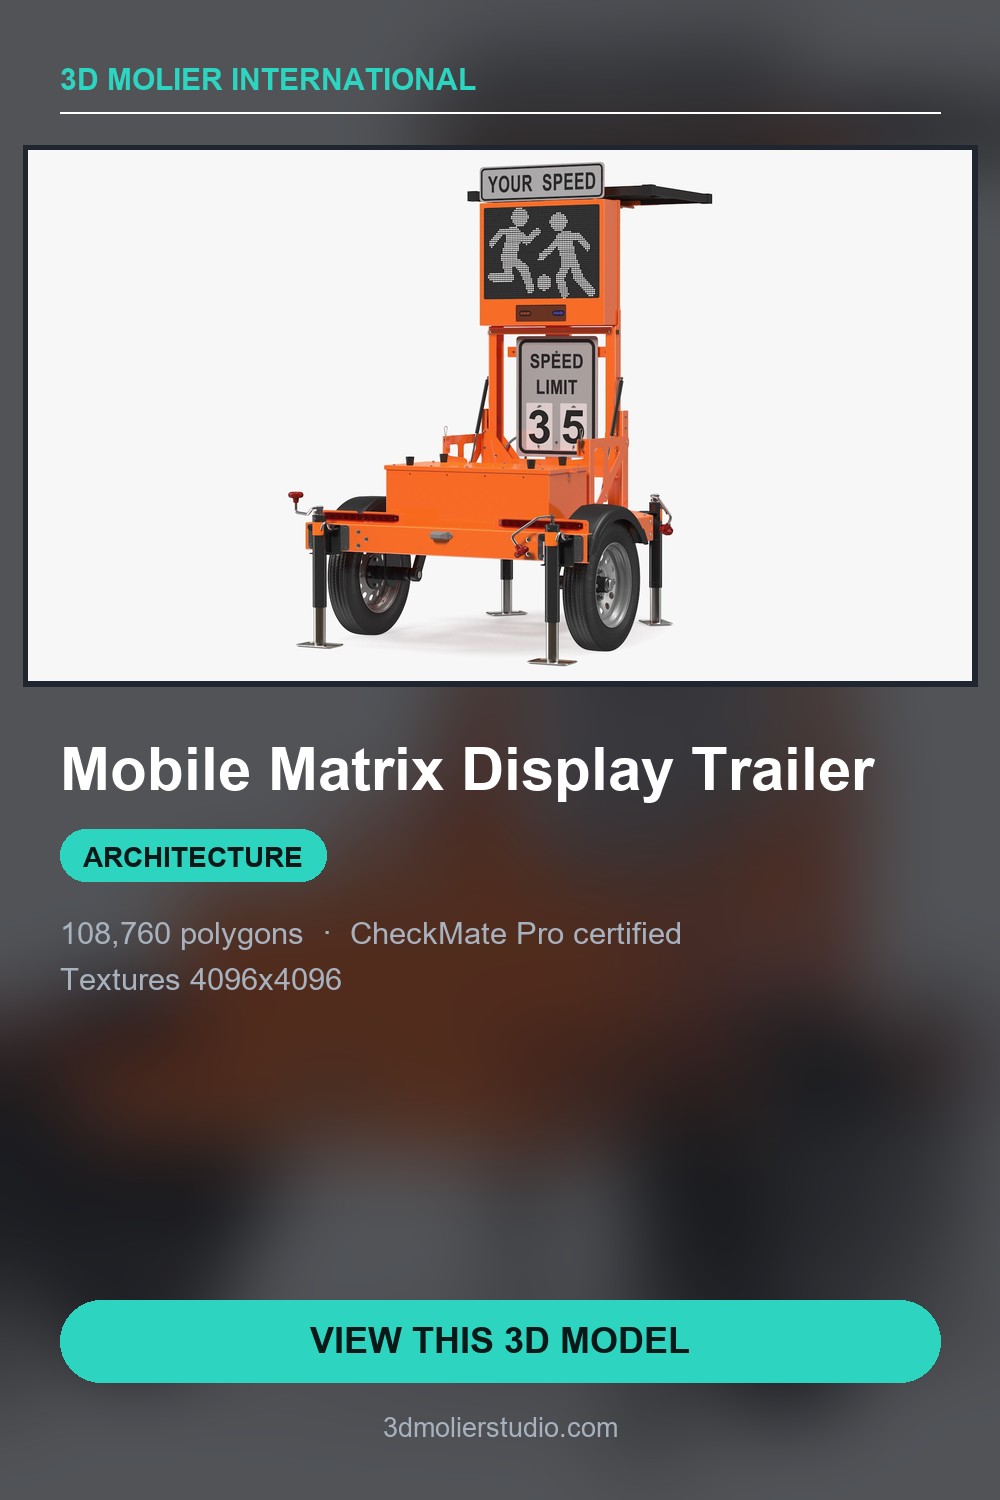 3D MOLIER INTERNATIONAL
YOUR SPEED
SPEED
LIMIT
35
Mobile Matrix Display Trailer
ARCHITECTURE
108,760 polygons · CheckMate Pro certified
Textures 4096x4096
VIEW THIS 3D MODEL
3dmolierstudio.com